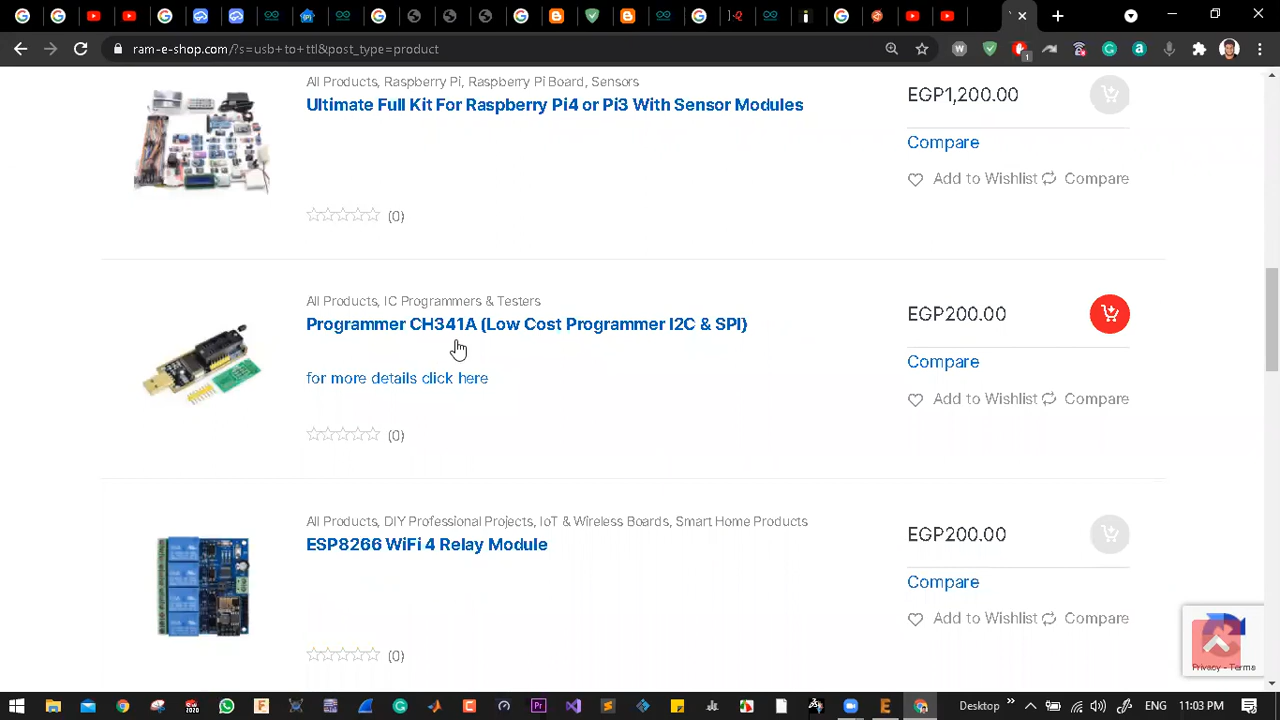 ram-e-shop.com/?s=usb+to+ttl&post_type=product
1
All Products, Raspberry Pi, Raspberry Pi Board, Sensors
Ultimate Full Kit For Raspberry Pi4 or Pi3 With Sensor Modules
EGP1,200.00
Compare
Add to Wishlist Compare
(0)
All Products, IC Programmers & Testers
Programmer CH341A (Low Cost Programmer I2C & SPI)
EGP200.00
Compare
for more details click here
Add to Wishlist Compare
(0)
All Products, DIY Professional Projects, IoT & Wireless Boards, Smart Home Products
ESP8266 WiFi 4 Relay Module
EGP200.00
Compare
Add to Wishlist Compare
(0)
Privacy - Terms
Desktop
ENG
11:03 PM